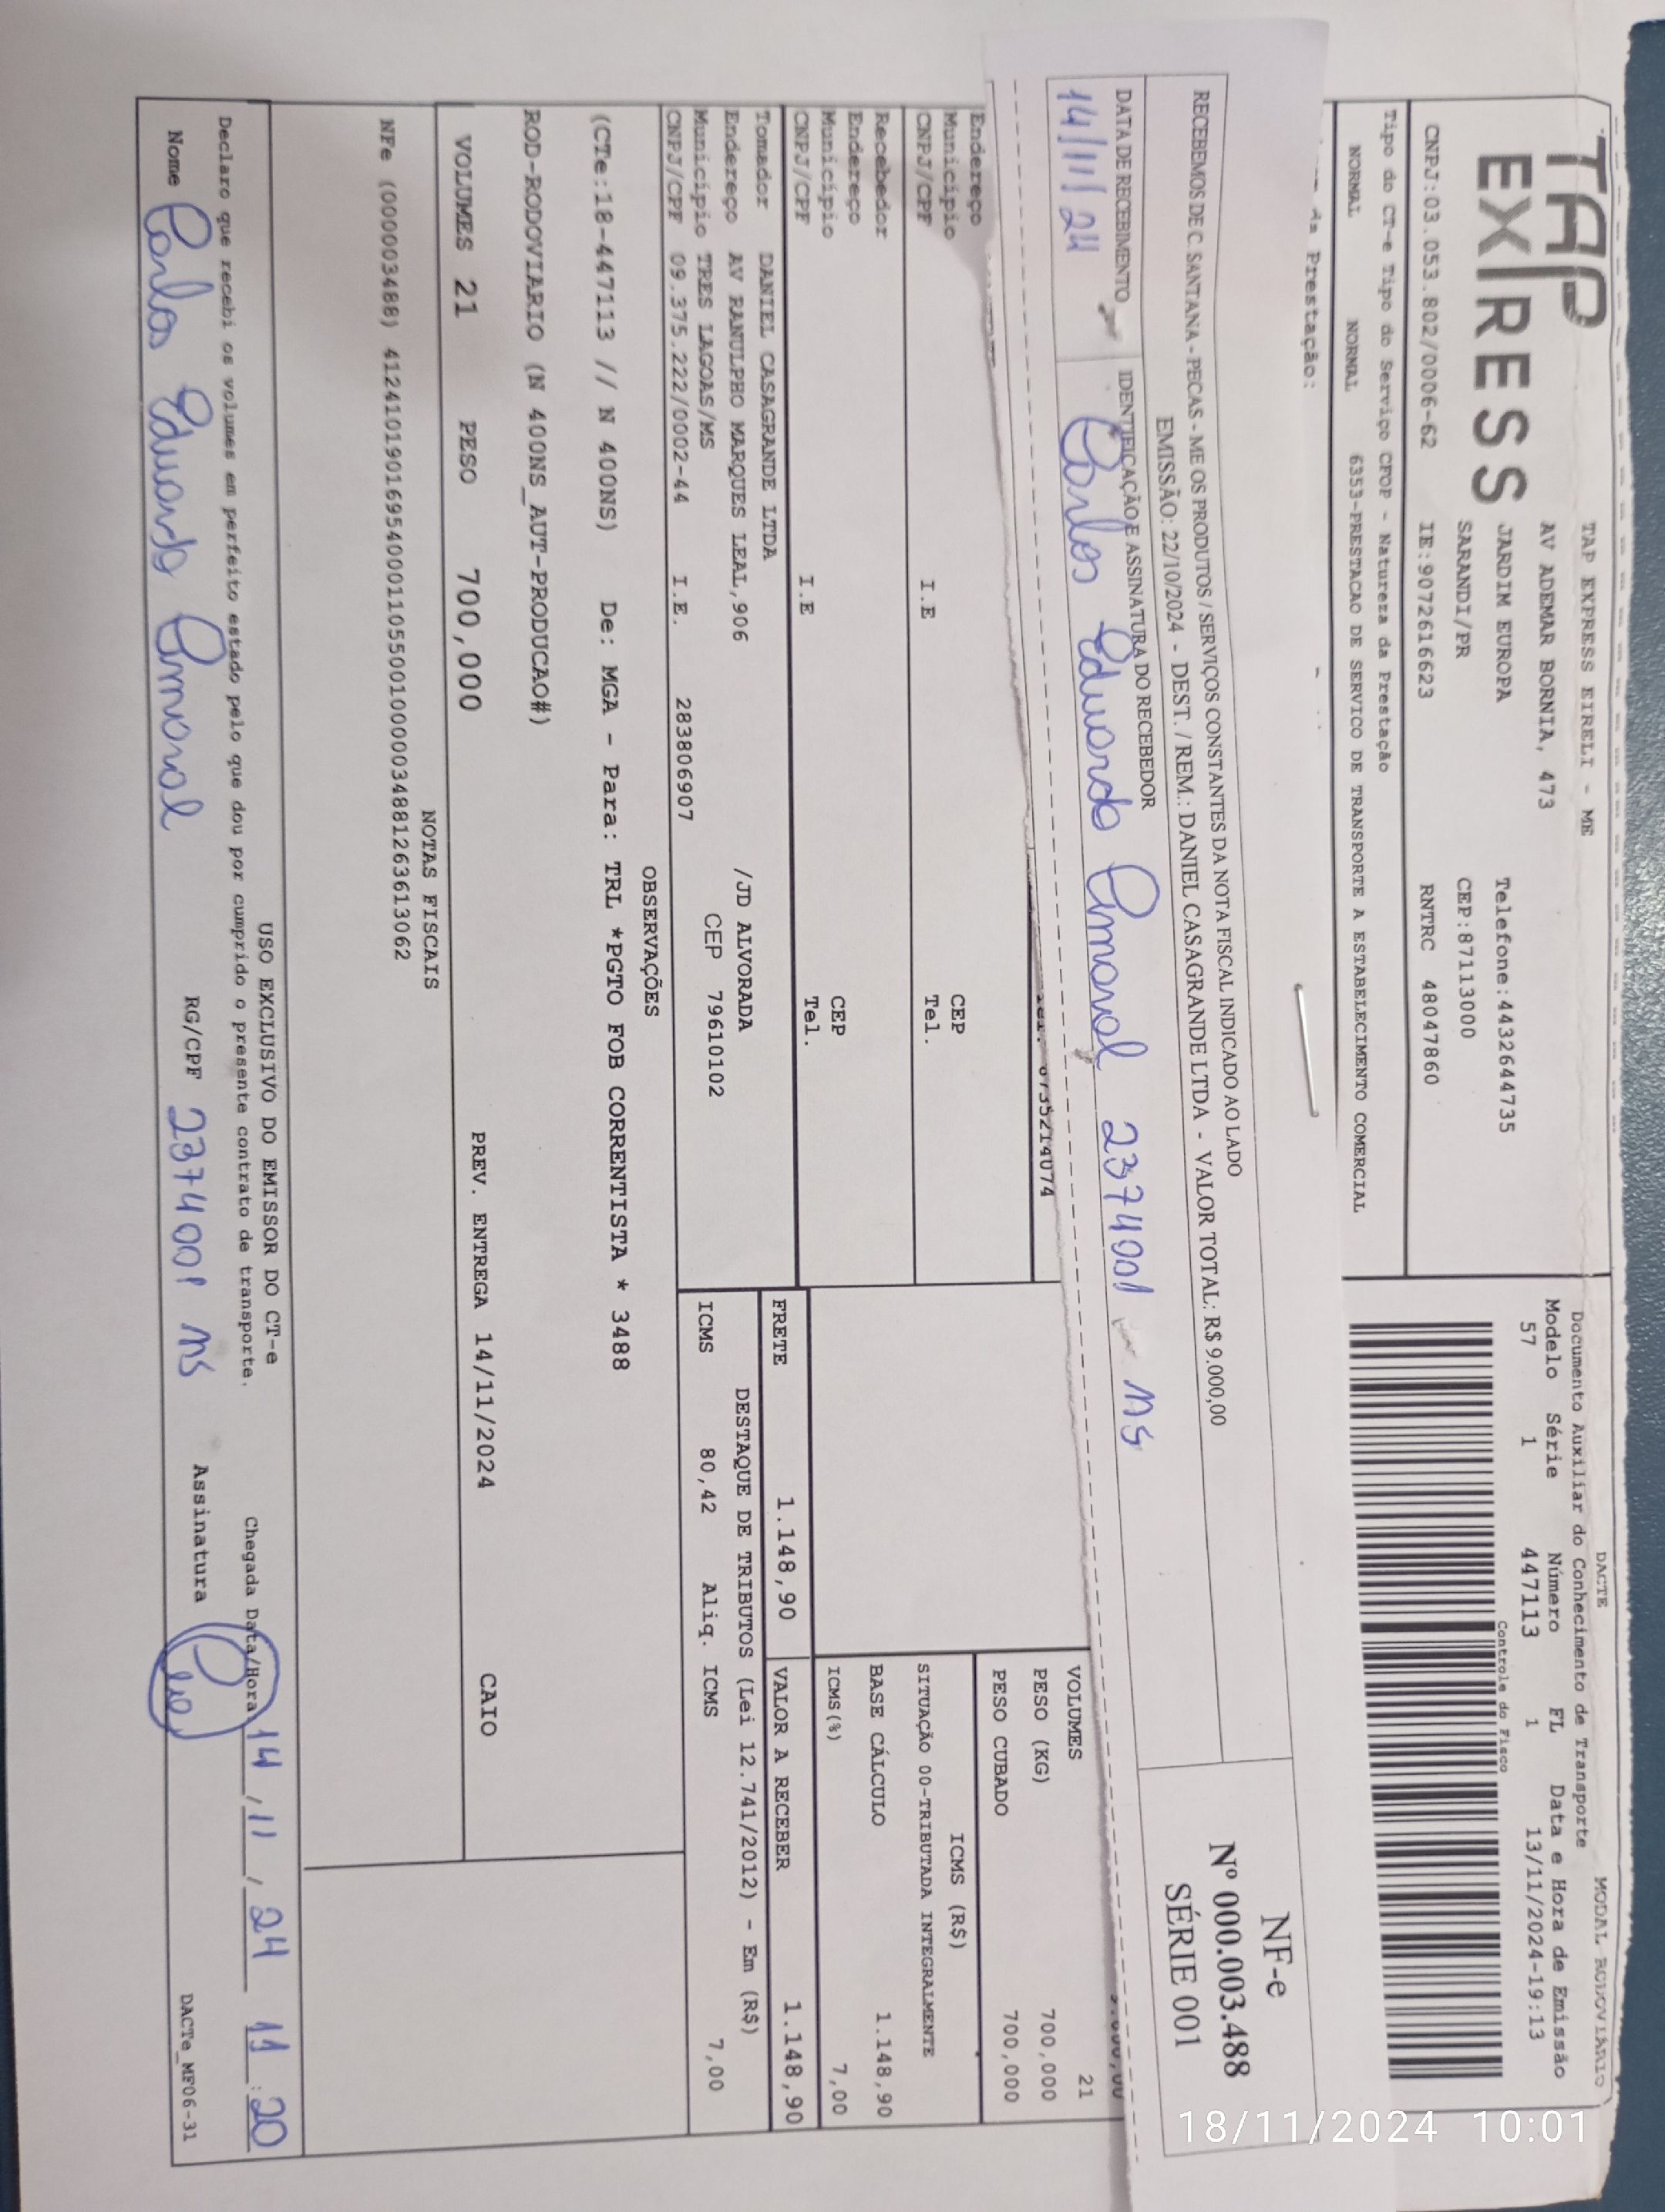 TAP
EXPRESS
TAP EXPRESS EIRELI - ME
AV ADEMAR BORNIA, 473
JARDIM EUROPA Telefone:4432644735
SARANDI/PR CEP:87113000
CNPJ:03.053.802/0006-62 IE:9072616623 RNTRC 48047860
DACTE MODAL RODOVIARIO
Documento Auxiliar do Conhecimento de Transporte
Modelo Série Número FL Data e Hora de Emissão
57 1 447113 1 13/11/2024-19:13
Controle do Fisco
Tipo do CT-e Tipo do Serviço CFOP - Natureza da Prestação
NORMAL NORMAL 6353-PRESTACAO DE SERVICO DE TRANSPORTE A ESTABELECIMENTO COMERCIAL
da Prestação:
RECEBEMOS DE C. SANTANA - PECAS - ME OS PRODUTOS / SERVIÇOS CONSTANTES DA NOTA FISCAL INDICADO AO LADO
EMISSÃO: 22/10/2024 - DEST. / REM.: DANIEL CASAGRANDE LTDA - VALOR TOTAL: R$ 9.000,00
DATA DE RECEBIMENTO IDENTIFICAÇÃO E ASSINATURA DO RECEBEDOR
14/11/24 Carlos Eduardo Amaral 2374001 MS
NF-e
Nº 000.003.488
SÉRIE 001
Endereço
Município CEP
CNPJ/CPF I.E Tel.
Recebedor
Endereço
Município CEP
CNPJ/CPF I.E Tel.
VOLUMES 21
PESO (KG) 700,000
PESO CUBADO 700,000
ICMS (R$)
SITUAÇÃO 00-TRIBUTADA INTEGRALMENTE
BASE CÁLCULO 1.148,90
ICMS(%) 7,00
Tomador DANIEL CASAGRANDE LTDA
Endereço AV RANULPHO MARQUES LEAL,906 /JD ALVORADA
Município TRES LAGOAS/MS CEP 79610102
CNPJ/CPF 09.375.222/0002-44 I.E. 283806907
FRETE 1.148,90 VALOR A RECEBER 1.148,90
DESTAQUE DE TRIBUTOS (Lei 12.741/2012) - Em (R$)
ICMS 80,42 Aliq. ICMS 7,00
OBSERVAÇÕES
(CTe:18-447113 // N 400NS) De: MGA - Para: TRL *PGTO FOB CORRENTISTA * 3488
ROD-RODOVIARIO (N 400NS_AUT-PRODUCAO#)
VOLUMES 21 PESO 700,000 PREV. ENTREGA 14/11/2024 CAIO
NOTAS FISCAIS
NFe (000003488) 41241019016954000110550010000034881263613062
USO EXCLUSIVO DO EMISSOR DO CT-e
Declaro que recebi os volumes em perfeito estado pelo que dou por cumprido o presente contrato de transporte.
Chegada Data/Hora 14/11/24 11:20
Nome Carlos Eduardo Amaral RG/CPF 2374001 MS Assinatura
DACTe_MF06-31
18/11/2024 10:01